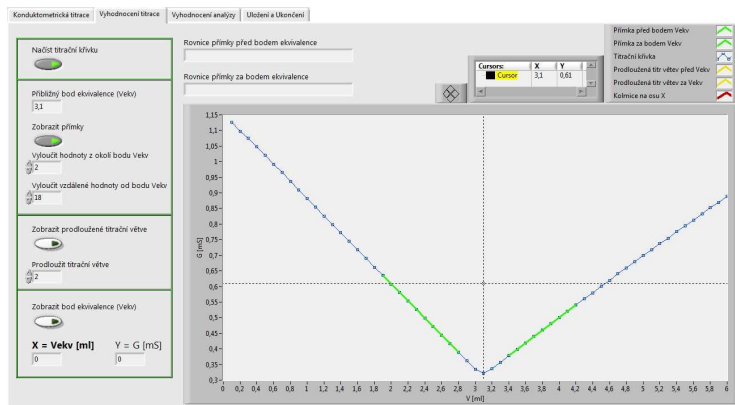 Konduktometrická titrace
Vyhodnocení titrace
Vyhodnocení analýzy
Uložení a Ukončení
Načíst titrační křivku
Přibližný bod ekvivalence (Vekv)
3,1
Zobrazit přímky
Vyloučit hodnoty z okolí bodu Vekv
2
Vyloučit vzdálené hodnoty od bodu Vekv
18
Zobrazit prodloužené titrační větve
Prodloužit titrační větve
2
Zobrazit bod ekvivalence (Vekv)
X = Vekv [ml]
Y = G [mS]
0
0
Rovnice přímky před bodem ekvivalence
Rovnice přímky za bodem ekvivalence
Cursors: X Y
Cursor 3,1 0,61
Přímka před bodem Vekv
Přímka za bodem Vekv
Titrační křivka
Prodloužená titr větev před Vekv
Prodloužená titr větev za Vekv
Kolmice na osu X
1,15
1,1
1,05
1
0,95
0,9
0,85
0,8
0,75
0,7
0,65
0,6
0,55
0,5
0,45
0,4
0,35
0,3
G [mS]
0 0,2 0,4 0,6 0,8 1 1,2 1,4 1,6 1,8 2 2,2 2,4 2,6 2,8 3 3,2 3,4 3,6 3,8 4 4,2 4,4 4,6 4,8 5 5,2 5,4 5,6 5,8 6
V [ml]